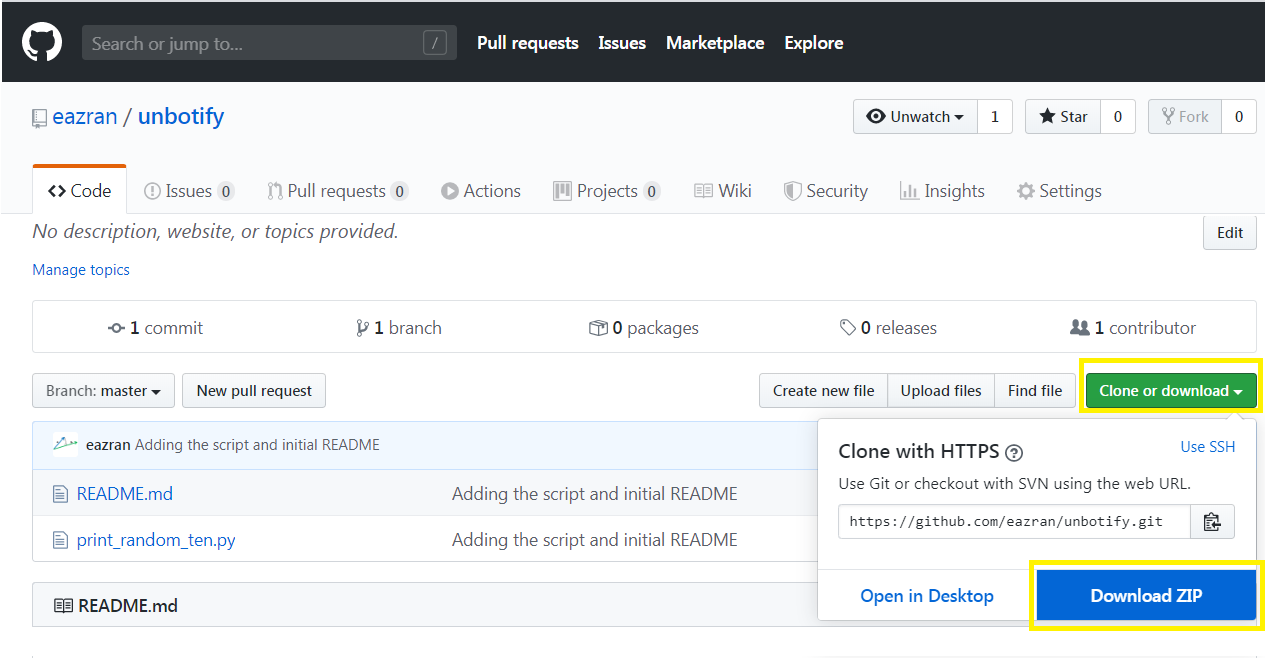 Search or jump to... / Pull requests Issues Marketplace Explore
eazran / unbotify Unwatch 1 Star 0 Fork 0
Code Issues 0 Pull requests 0 Actions Projects 0 Wiki Security Insights Settings
No description, website, or topics provided. Edit
Manage topics
1 commit 1 branch 0 packages 0 releases 1 contributor
Branch: master New pull request Create new file Upload files Find file Clone or download
eazran Adding the script and initial README
README.md Adding the script and initial README
print_random_ten.py Adding the script and initial README
README.md
Clone with HTTPS ? Use SSH
Use Git or checkout with SVN using the web URL.
https://github.com/eazran/unbotify.git
Open in Desktop Download ZIP